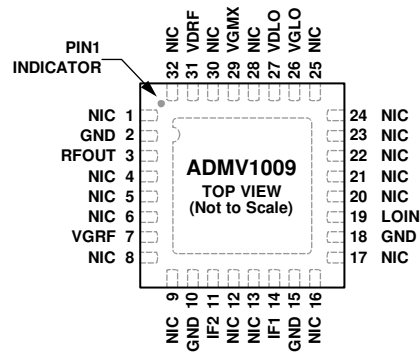 PIN1
INDICATOR
32 NIC
31 VDRF
30 NIC
29 VGMX
28 NIC
27 VDLO
26 VGLO
25 NIC
NIC 1
GND 2
RFOUT 3
NIC 4
NIC 5
NIC 6
VGRF 7
NIC 8
ADMV1009
TOP VIEW
(Not to Scale)
24 NIC
23 NIC
22 NIC
21 NIC
20 NIC
19 LOIN
18 GND
17 NIC
NIC 9
GND 10
IF2 11
NIC 12
NIC 13
IF1 14
GND 15
NIC 16